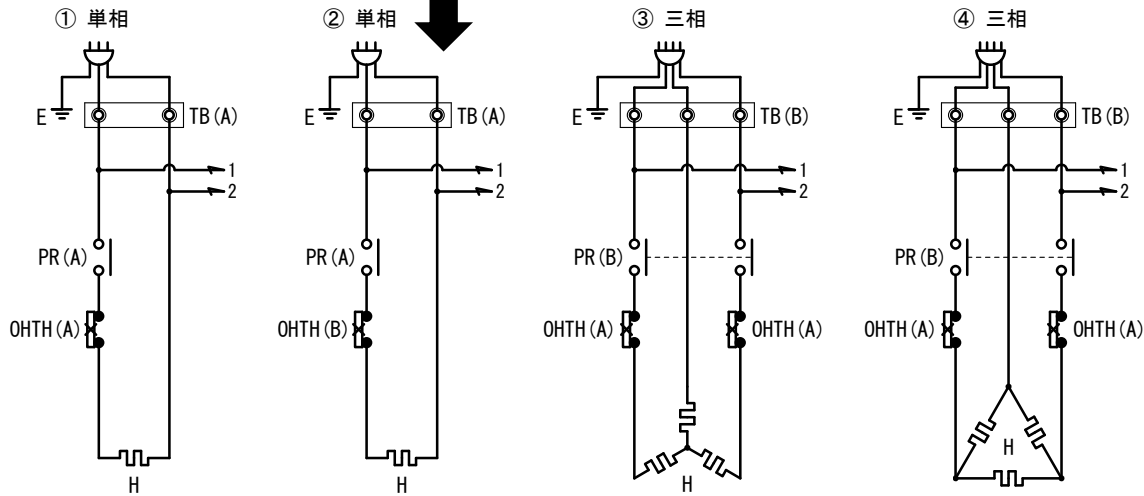 ① 単相
② 単相
③ 三相
④ 三相
E
TB(A)
E
TB(A)
E
TB(B)
E
TB(B)
1
1
1
1
2
2
2
2
PR(A)
PR(A)
PR(B)
PR(B)
OHTH(A)
OHTH(B)
OHTH(A)
OHTH(A)
OHTH(A)
OHTH(A)
H
H
H
H